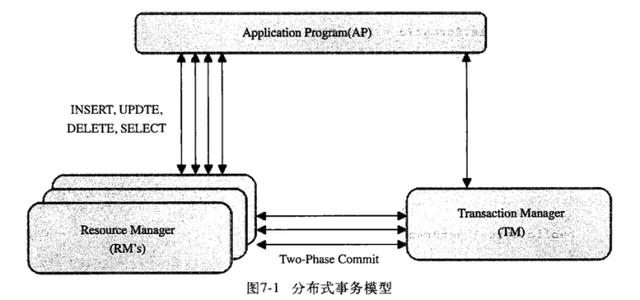 Application Program(AP)
INSERT, UPDTE,
DELETE, SELECT
Resource Manager
(RM's)
Transaction Manager
(TM)
Two-Phase Commit
图7-1 分布式事务模型